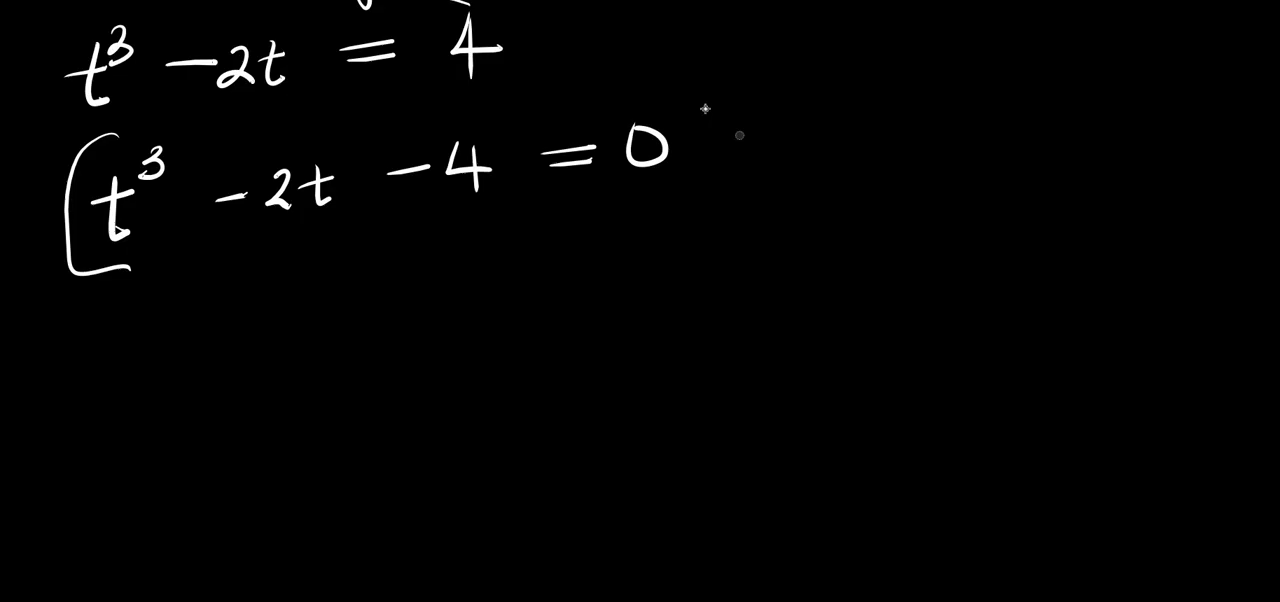 t³ - 2t = 4
t³ - 2t - 4 = 0